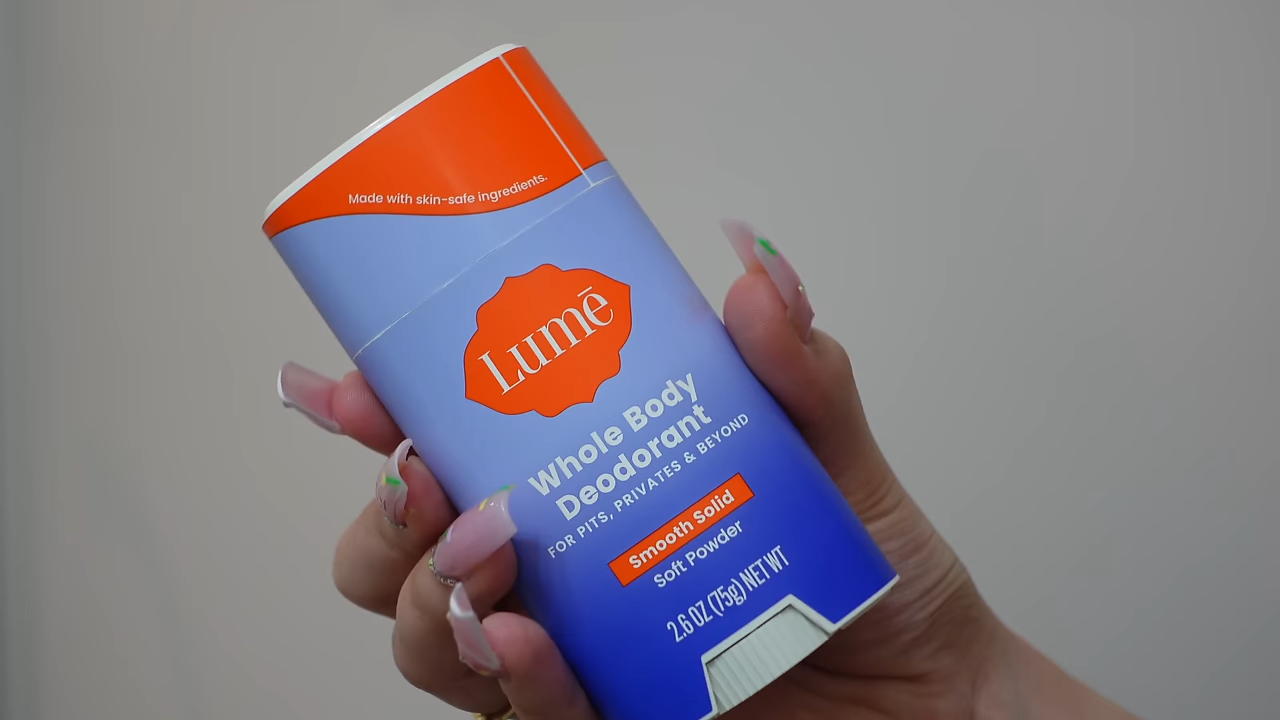 Made with skin-safe ingredients.
Lumē
Whole Body
Deodorant
FOR PITS, PRIVATES & BEYOND
Smooth Solid
Soft Powder
2.6 OZ (75g) NET WT